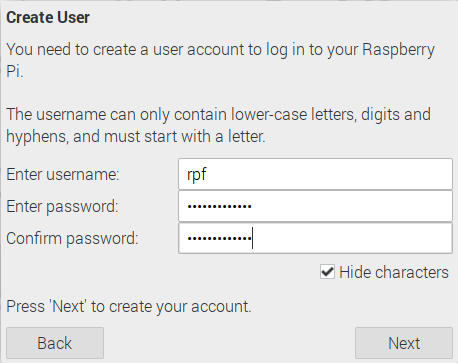 Create User
You need to create a user account to log in to your Raspberry
Pi.
The username can only contain lower-case letters, digits and
hyphens, and must start with a letter.
Enter username: rpf
Enter password: •••••••••••••
Confirm password: •••••••••••••
Hide characters
Press 'Next' to create your account.
Back Next